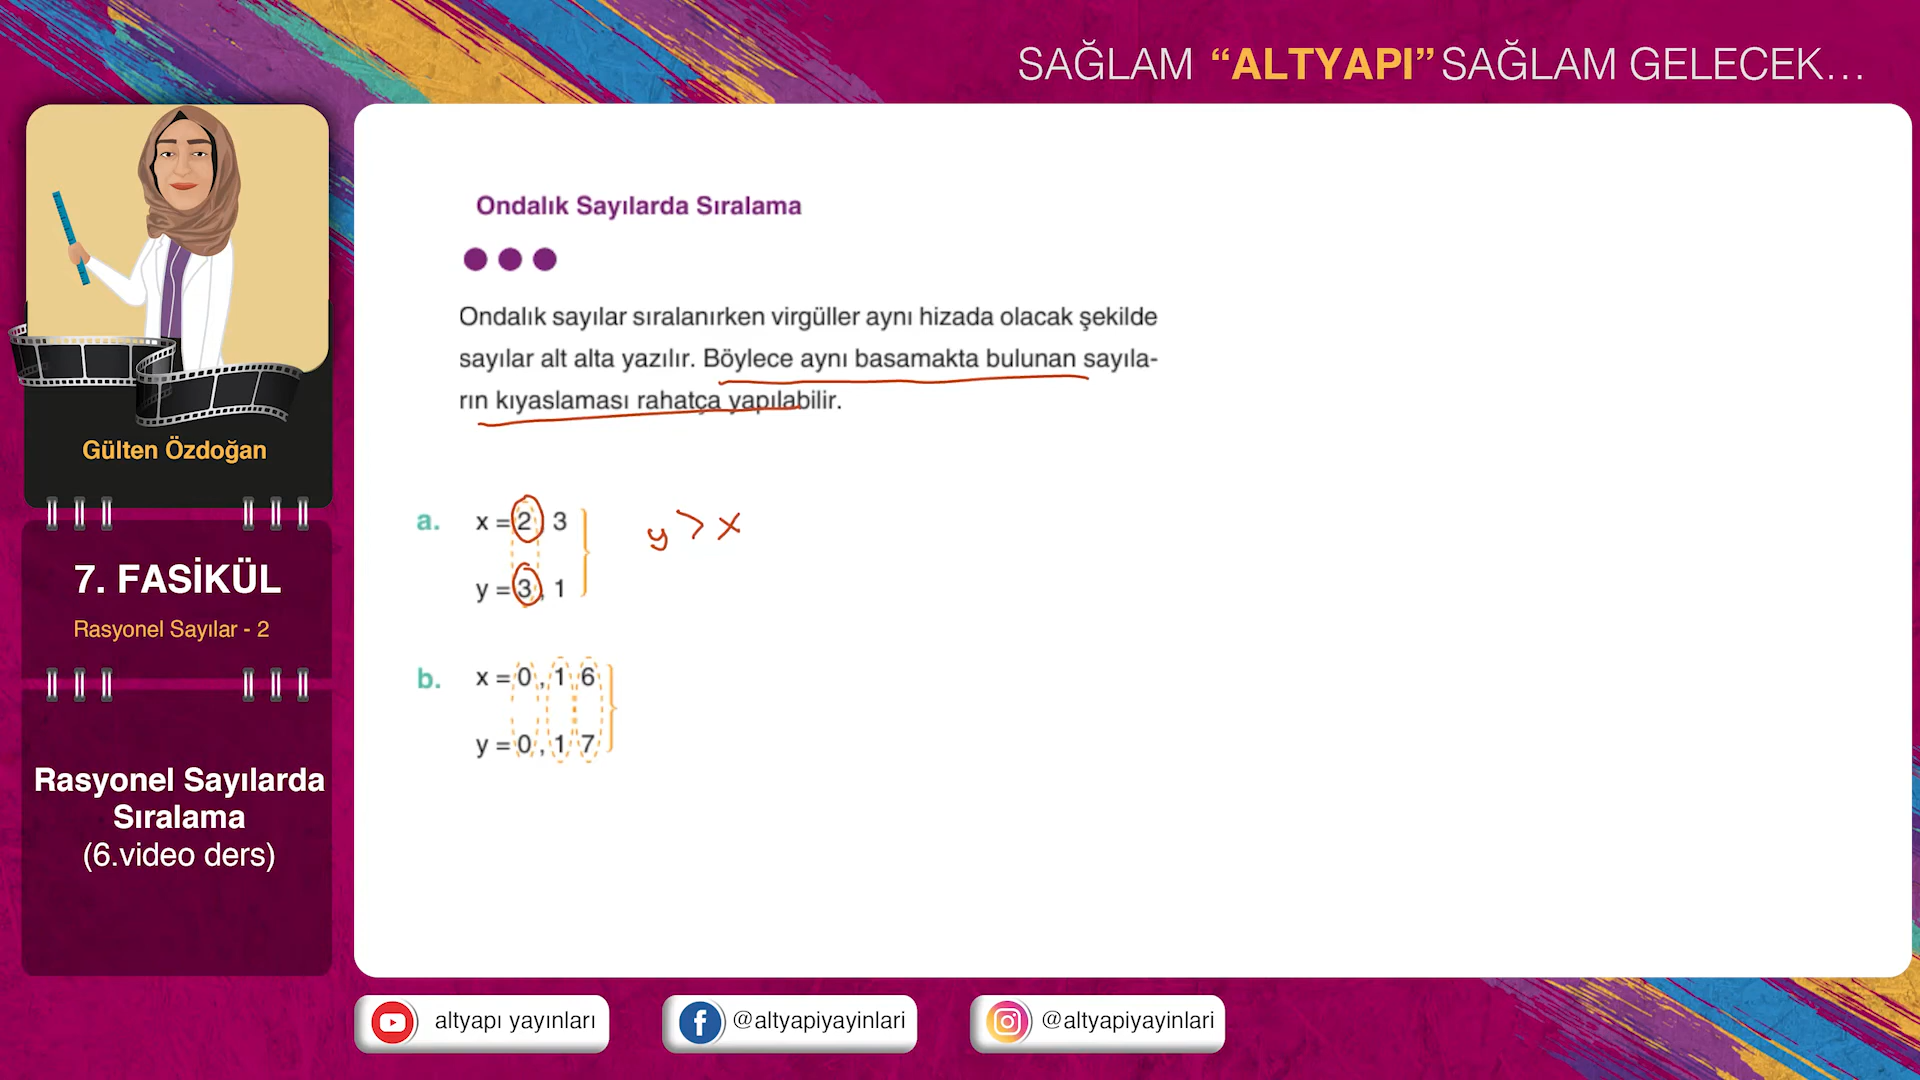 SAĞLAM “ALTYAPI” SAĞLAM GELECEK...
Gülten Özdoğan
7. FASİKÜL
Rasyonel Sayılar - 2
Rasyonel Sayılarda
Sıralama
(6.video ders)
Ondalık Sayılarda Sıralama
Ondalık sayılar sıralanırken virgüller aynı hizada olacak şekilde
sayılar alt alta yazılır. Böylece aynı basamakta bulunan sayıla-
rın kıyaslaması rahatça yapılabilir.
a. x = 2, 3
y > x
y = 3, 1
b. x = 0, 1 6
y = 0, 1 7
altyapı yayınları
@altyapiyayinlari
@altyapiyayinlari